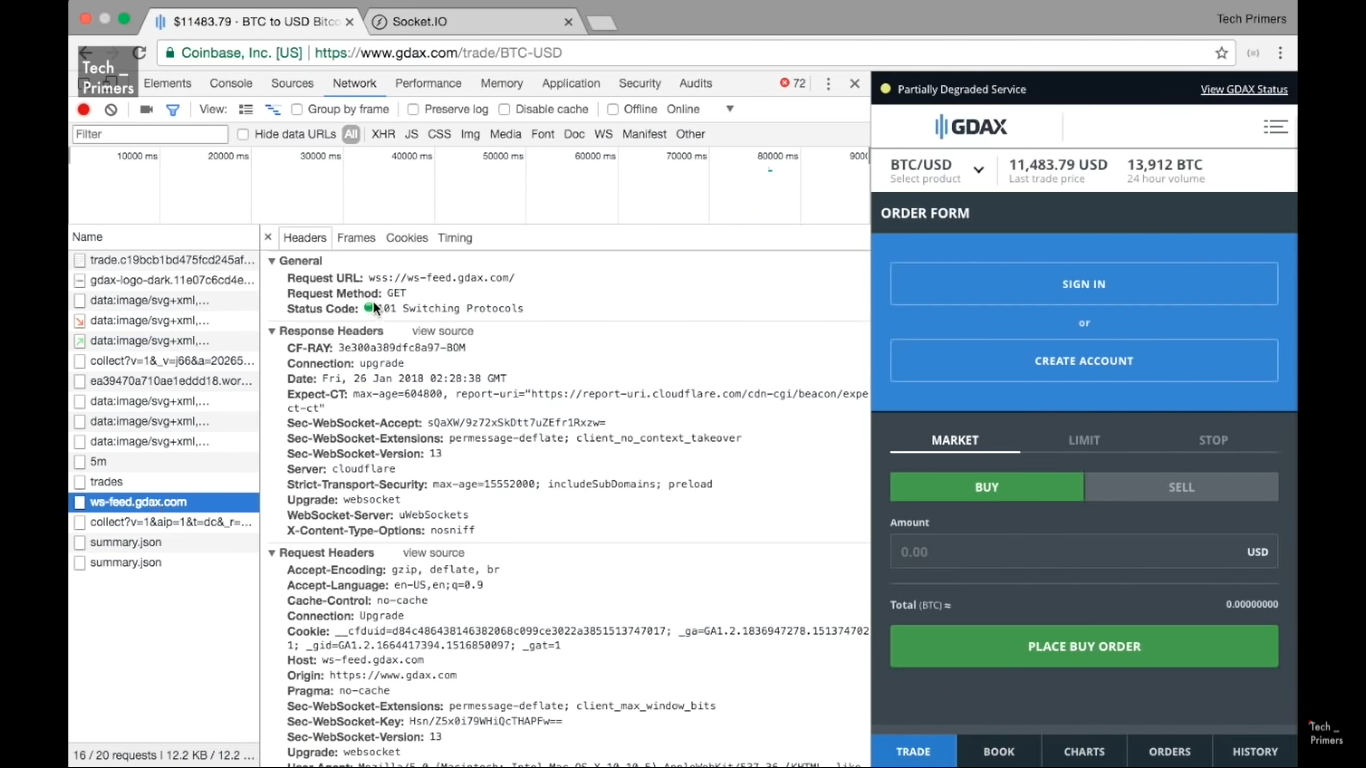 $11483.79 - BTC to USD Bitco
Socket.IO
Tech Primers
Coinbase, Inc. [US] | https://www.gdax.com/trade/BTC-USD
Tech _
Primers
Elements Console Sources Network Performance Memory Application Security Audits 72
View: Group by frame Preserve log Disable cache Offline Online
Filter Hide data URLs All XHR JS CSS Img Media Font Doc WS Manifest Other
10000 ms 20000 ms 30000 ms 40000 ms 50000 ms 60000 ms 70000 ms 80000 ms 9000
Name
trade.c19bcb1bd475fcd245af...
gdax-logo-dark.11e07c6cd4e...
data:image/svg+xml,...
data:image/svg+xml,...
data:image/svg+xml,...
collect?v=1&_v=j66&a=20265...
ea39470a710ae1eddd18.wor...
data:image/svg+xml,...
data:image/svg+xml,...
data:image/svg+xml,...
5m
trades
ws-feed.gdax.com
collect?v=1&aip=1&t=dc&_r=...
summary.json
summary.json
16 / 20 requests | 12.2 KB / 12.2 ...
Headers Frames Cookies Timing
General
Request URL: wss://ws-feed.gdax.com/
Request Method: GET
Status Code: 101 Switching Protocols
Response Headers view source
CF-RAY: 3e300a389dfc8a97-BOM
Connection: upgrade
Date: Fri, 26 Jan 2018 02:28:38 GMT
Expect-CT: max-age=604800, report-uri="https://report-uri.cloudflare.com/cdn-cgi/beacon/expe
ct-ct"
Sec-WebSocket-Accept: sQaXW/9z72xSkDtt7uZEfr1Rxzw=
Sec-WebSocket-Extensions: permessage-deflate; client_no_context_takeover
Sec-WebSocket-Version: 13
Server: cloudflare
Strict-Transport-Security: max-age=15552000; includeSubDomains; preload
Upgrade: websocket
WebSocket-Server: uWebSockets
X-Content-Type-Options: nosniff
Request Headers view source
Accept-Encoding: gzip, deflate, br
Accept-Language: en-US,en;q=0.9
Cache-Control: no-cache
Connection: Upgrade
Cookie: __cfduid=d84c486438146382068c099ce3022a3851513747017; _ga=GA1.2.1836947278.151374702
1; _gid=GA1.2.1664417394.1516850097; _gat=1
Host: ws-feed.gdax.com
Origin: https://www.gdax.com
Pragma: no-cache
Sec-WebSocket-Extensions: permessage-deflate; client_max_window_bits
Sec-WebSocket-Key: Hsn/Z5x0i79WHiQcTHAPFw==
Sec-WebSocket-Version: 13
Upgrade: websocket
Partially Degraded Service View GDAX Status
GDAX
BTC/USD 11,483.79 USD 13,912 BTC
Select product Last trade price 24 hour volume
ORDER FORM
SIGN IN
or
CREATE ACCOUNT
MARKET LIMIT STOP
BUY SELL
Amount
0.00 USD
Total (BTC) ≈ 0.00000000
PLACE BUY ORDER
TRADE BOOK CHARTS ORDERS HISTORY
Tech _
Primers